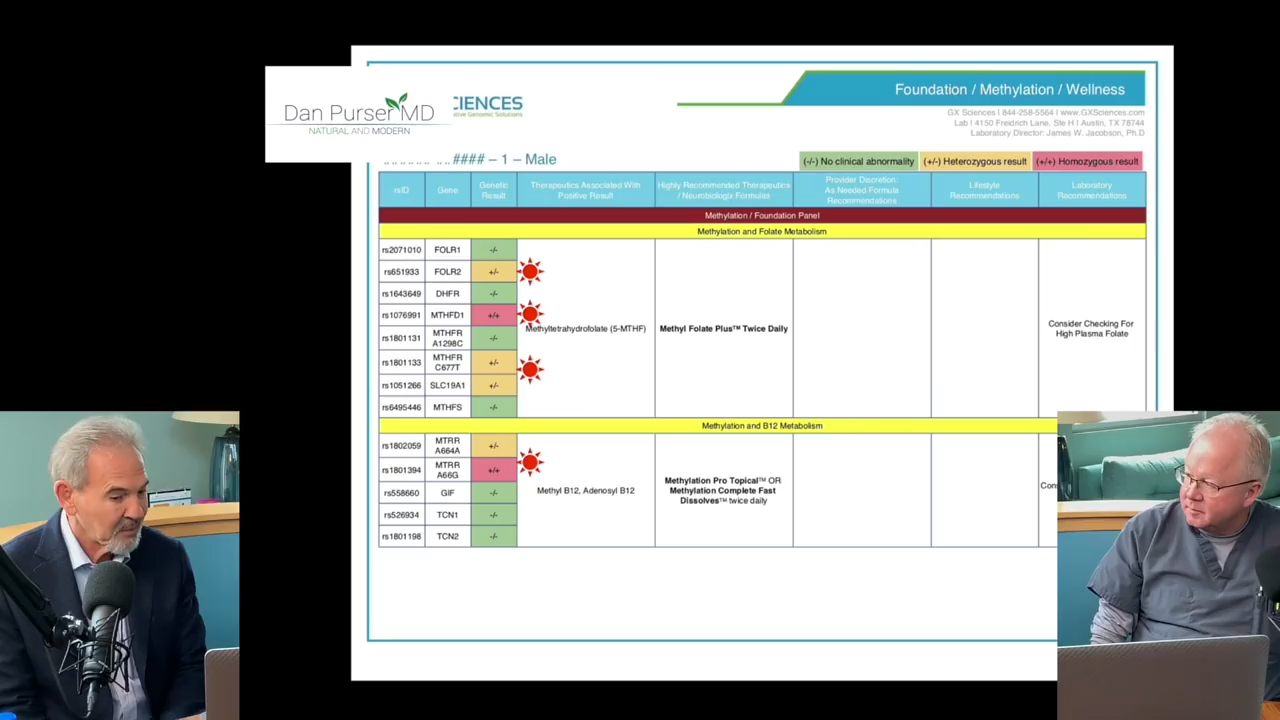 Dan Purser MD
NATURAL AND MODERN
CIENCES
Genomic Solutions
Foundation / Methylation / Wellness
GX Sciences | 844-258-5564 | www.GXSciences.com
Lab | 4150 Freidrich Lane, Ste H | Austin, TX 78744
Laboratory Director: James W. Jacobson, Ph.D
#### – 1 – Male
(-/-) No clinical abnormality (+/-) Heterozygous result (+/+) Homozygous result
rsID
Gene
Genetic
Result
Therapeutics Associated With
Positive Result
Highly Recommended Therapeutics
/ Neurobiologix Formulas
Provider Discretion:
As Needed Formula
Recommendations
Lifestyle
Recommendations
Laboratory
Recommendations
Methylation / Foundation Panel
Methylation and Folate Metabolism
rs2071010 FOLR1 -/-
rs651933 FOLR2 +/-
rs1643649 DHFR -/-
rs1076991 MTHFD1 +/+
rs1801131 MTHFR A1298C -/-
rs1801133 MTHFR C677T +/-
rs1051266 SLC19A1 +/-
rs6495446 MTHFS -/-
Methyltetrahydrofolate (5-MTHF)
Methyl Folate Plus™ Twice Daily
Consider Checking For
High Plasma Folate
Methylation and B12 Metabolism
rs1802059 MTRR A664A +/-
rs1801394 MTRR A66G +/+
rs558660 GIF -/-
rs526934 TCN1 -/-
rs1801198 TCN2 -/-
Methyl B12, Adenosyl B12
Methylation Pro Topical™ OR
Methylation Complete Fast
Dissolves™ twice daily